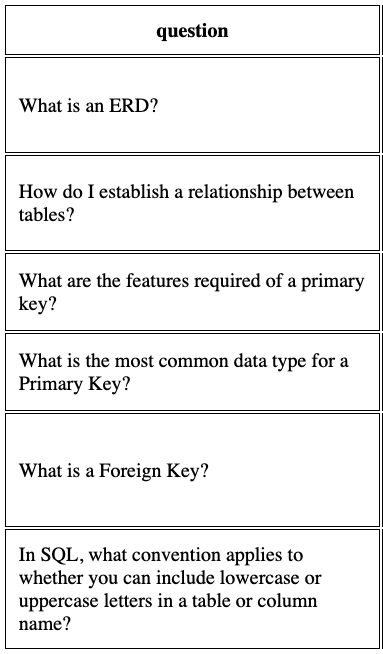 question
What is an ERD?
How do I establish a relationship between
tables?
What are the features required of a primary
key?
What is the most common data type for a
Primary Key?
What is a Foreign Key?
In SQL, what convention applies to
whether you can include lowercase or
uppercase letters in a table or column
name?